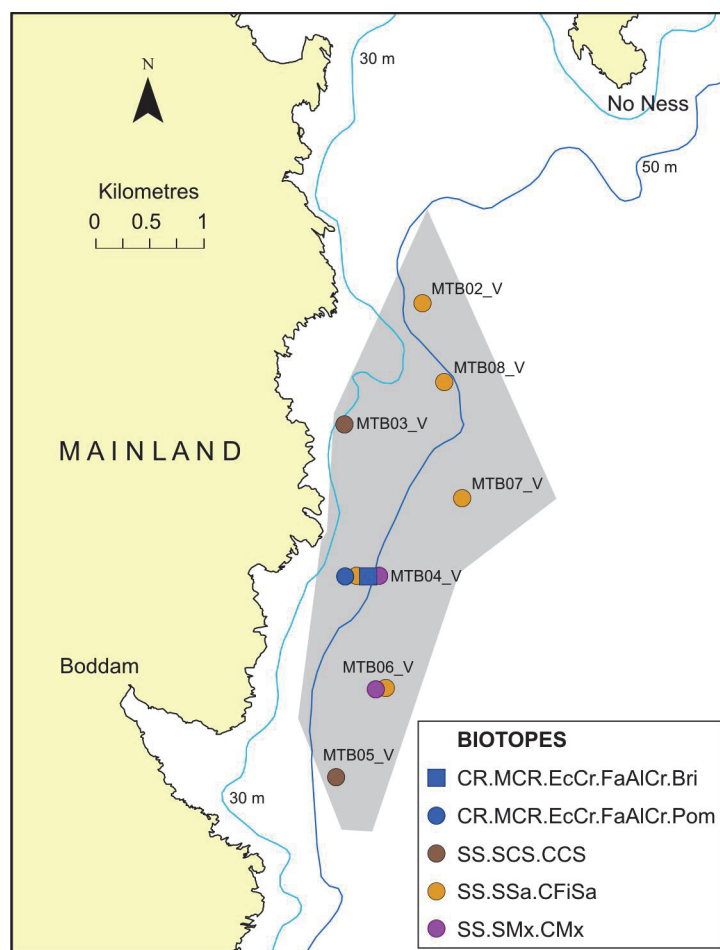 30 m
N
No Ness
50 m
Kilometres
0 0.5 1
MTB02_V
MTB08_V
MTB03_V
MAINLAND
MTB07_V
MTB04_V
MTB06_V
Boddam
MTB05_V
30 m
BIOTOPES
CR.MCR.EcCr.FaAlCr.Bri
CR.MCR.EcCr.FaAlCr.Pom
SS.SCS.CCS
SS.SSa.CFiSa
SS.SMx.CMx